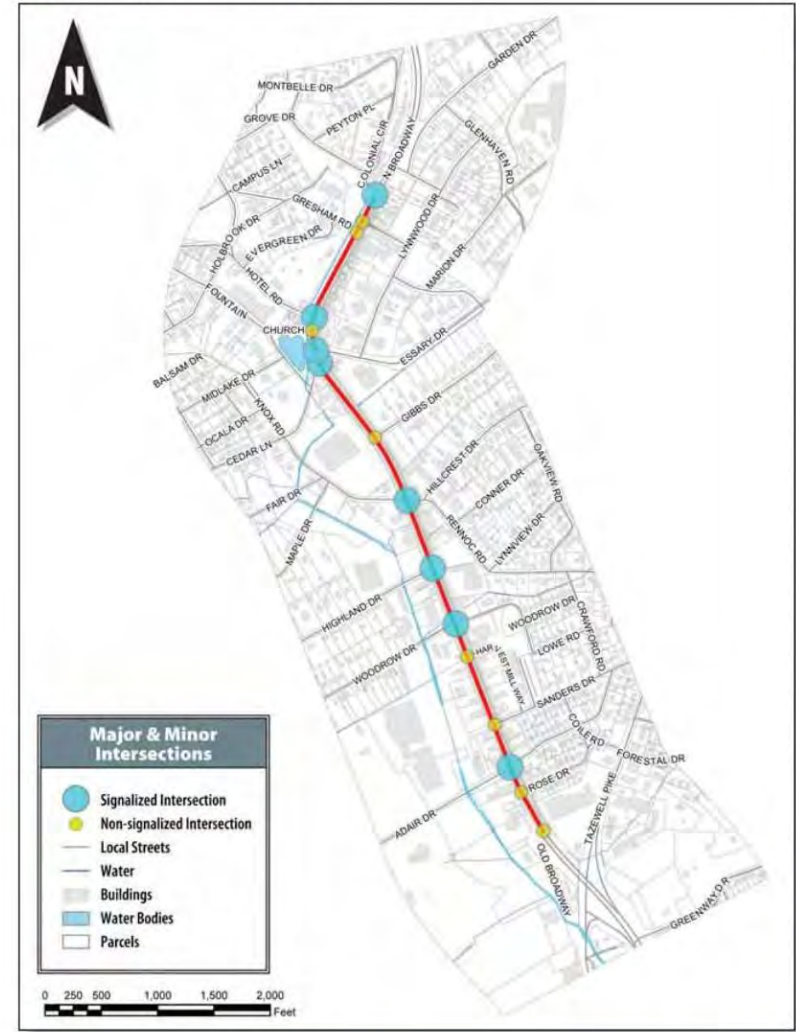 N
GARDEN DR
MONTBELLE DR
PEYTON PL
GROVE DR
COLONIAL CIR
N BROADWAY
GLENHAVEN RD
CAMPUS LN
GRESHAM RD
LYNNWOOD DR
HOLBROOK DR
EVERGREEN DR
MARION DR
HOTEL RD
FOUNTAIN
CHURCH
ESSARY DR
BALSAM DR
MIDLAKE DR
GIBBS DR
KNOX RD
OCALA DR
CEDAR LN
HILLCREST DR
OAKVIEW RD
CONNER DR
FAIR DR
MAPLE DR
RENNOC RD
LYNNVIEW DR
HIGHLAND DR
WOODROW DR
CRAWFORD RD
LOWE RD
WOODROW DR
HARVEST MILL WAY
SANDERS DR
COILE RD
FORESTAL DR
ROSE DR
TAZEWELL PIKE
ADAIR DR
OLD BROADWAY
GREENWAY DR
Major & Minor
Intersections
Signalized Intersection
Non-signalized Intersection
Local Streets
Water
Buildings
Water Bodies
Parcels
0 250 500 1,000 1,500 2,000
Feet